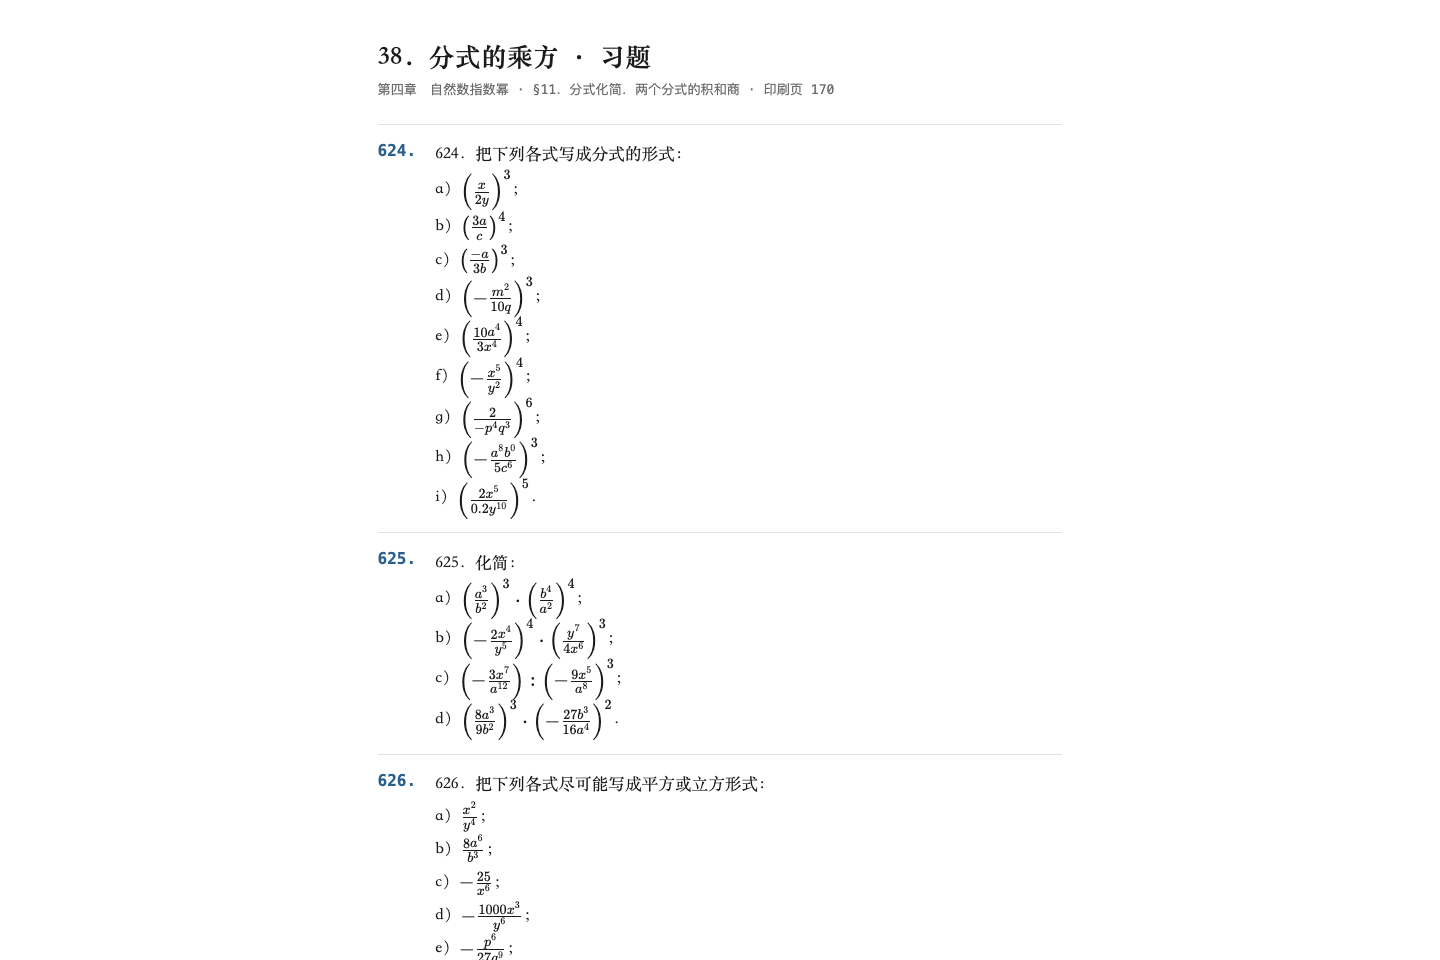 38. 分式的乘方 · 习题
第四章 自然数指数幂 · §11. 分式化简. 两个分式的积和商 · 印刷页 170
624. 624. 把下列各式写成分式的形式:
a) (x/2y)^3;
b) (3a/c)^4;
c) (−a/3b)^3;
d) (−m^2/10q)^3;
e) (10a^4/3x^4)^4;
f) (−x^5/y^2)^4;
g) (2/−p^4q^3)^6;
h) (−a^8b^0/5c^6)^3;
i) (2x^5/0.2y^10)^5.
625. 625. 化简:
a) (a^3/b^2)^3 · (b^4/a^2)^4;
b) (−2x^4/y^5)^4 · (y^7/4x^6)^3;
c) (−3x^7/a^12) : (−9x^5/a^8)^3;
d) (8a^3/9b^2)^3 · (−27b^3/16a^4)^2.
626. 626. 把下列各式尽可能写成平方或立方形式:
a) x^2/y^4;
b) 8a^6/b^3;
c) −25/x^6;
d) −1000x^3/y^6;
e) −p^6/27q^9;